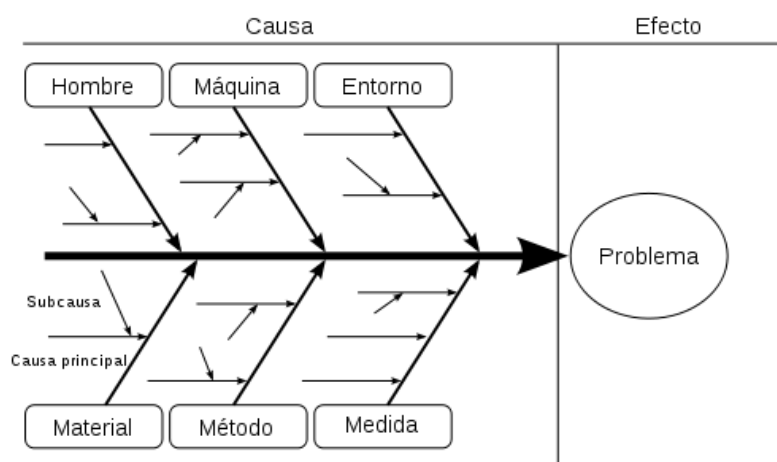 Causa
Efecto
Hombre
Máquina
Entorno
Problema
Subcausa
Causa principal
Material
Método
Medida